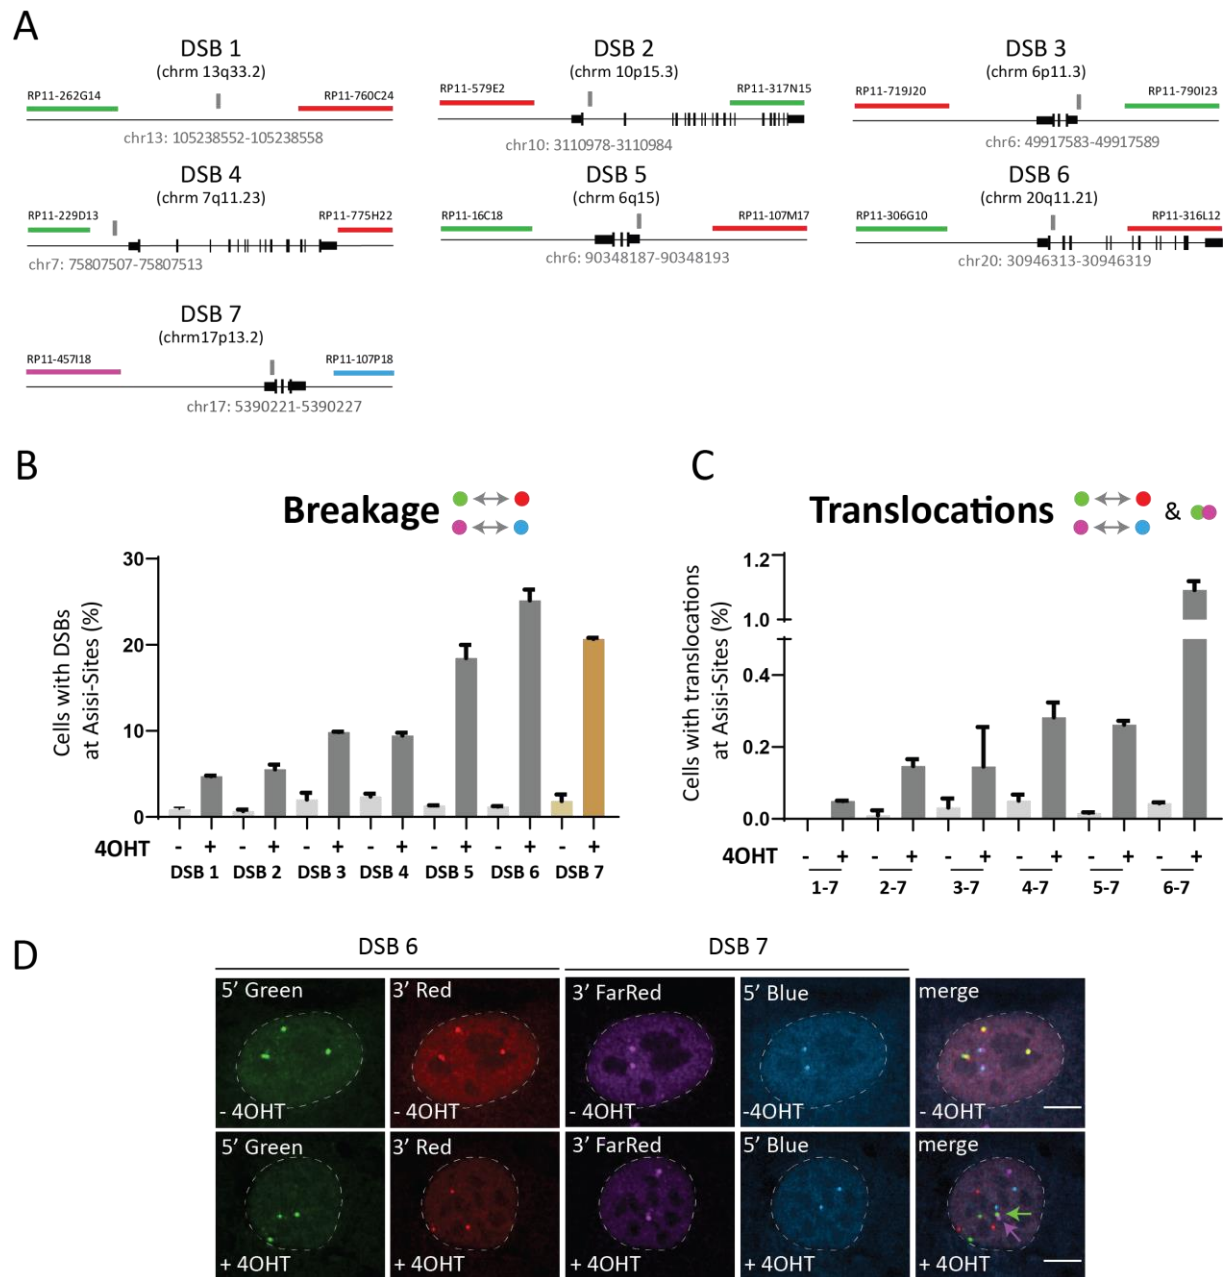 A
DSB 1
(chrm 13q33.2)
RP11-262G14
RP11-760C24
chr13: 105238552-105238558
DSB 2
(chrm 10p15.3)
RP11-579E2
RP11-317N15
chr10: 3110978-3110984
DSB 3
(chrm 6p11.3)
RP11-719J20
RP11-790I23
chr6: 49917583-49917589
DSB 4
(chrm 7q11.23)
RP11-229D13
RP11-775H22
chr7: 75807507-75807513
DSB 5
(chrm 6q15)
RP11-16C18
RP11-107M17
chr6: 90348187-90348193
DSB 6
(chrm 20q11.21)
RP11-306G10
RP11-316L12
chr20: 30946313-30946319
DSB 7
(chrm17p13.2)
RP11-457I18
RP11-107P18
chr17: 5390221-5390227
B
Breakage
Cells with DSBs
at Asisi-Sites (%)
30
20
10
0
4OHT - + - + - + - + - + - + - +
DSB 1 DSB 2 DSB 3 DSB 4 DSB 5 DSB 6 DSB 7
C
Translocations &
Cells with translocations
at Asisi-Sites (%)
1.2
1.0
0.4
0.2
0.0
4OHT - + - + - + - + - + - +
1-7 2-7 3-7 4-7 5-7 6-7
D
DSB 6 DSB 7
5' Green 3' Red 3' FarRed 5' Blue merge
- 4OHT - 4OHT - 4OHT -4OHT - 4OHT
5' Green 3' Red 3' FarRed 5' Blue merge
+ 4OHT + 4OHT + 4OHT + 4OHT + 4OHT